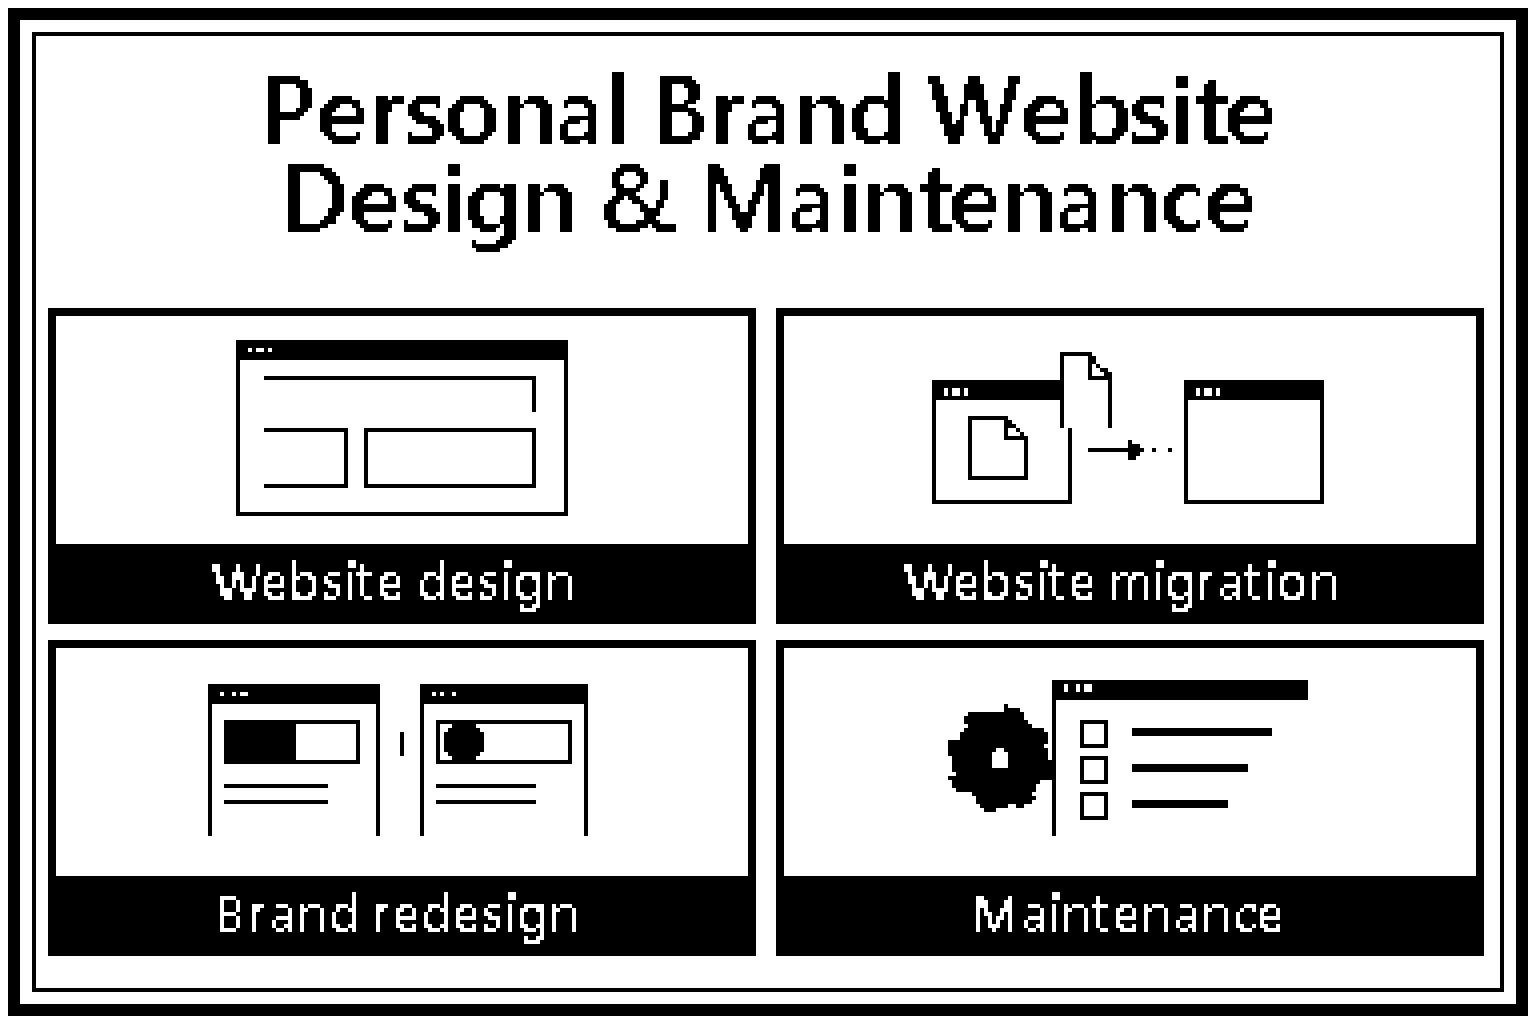 Personal Brand Website
Design & Maintenance
Website design
Website migration
Brand redesign
Maintenance